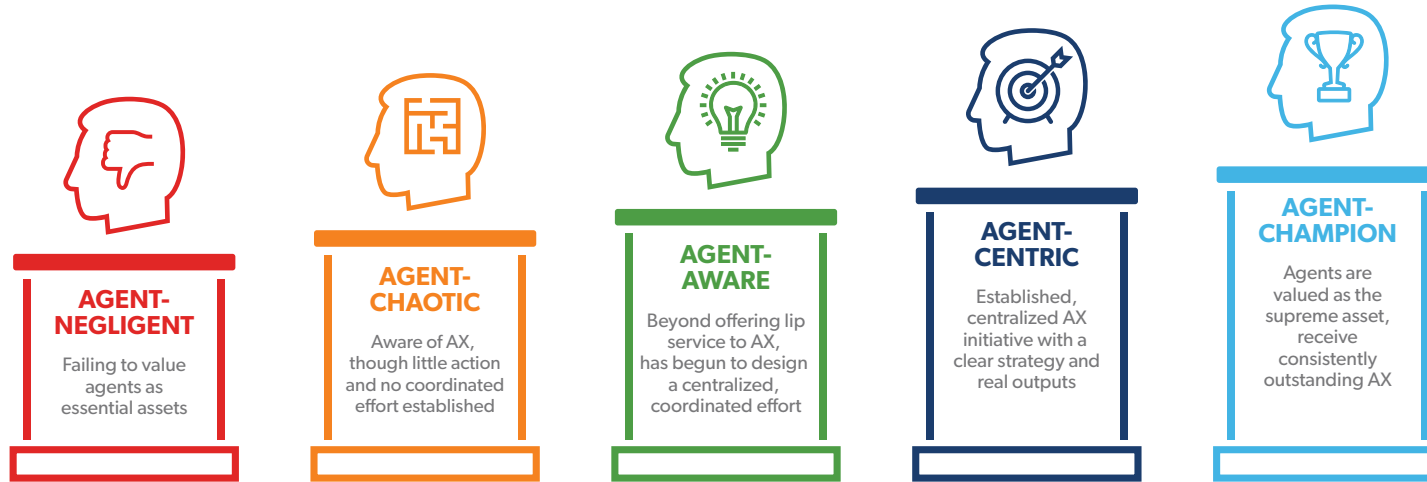 AGENT-
NEGLIGENT
Failing to value
agents as
essential assets
AGENT-
CHAOTIC
Aware of AX,
though little action
and no coordinated
effort established
AGENT-
AWARE
Beyond offering lip
service to AX,
has begun to design
a centralized,
coordinated effort
AGENT-
CENTRIC
Established,
centralized AX
initiative with a
clear strategy and
real outputs
AGENT-
CHAMPION
Agents are
valued as the
supreme asset,
receive
consistently
outstanding AX